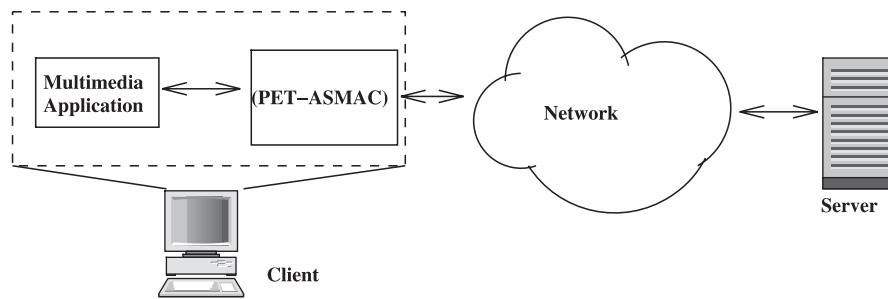 Multimedia
Application
(PET−ASMAC)
Network
Server
Client